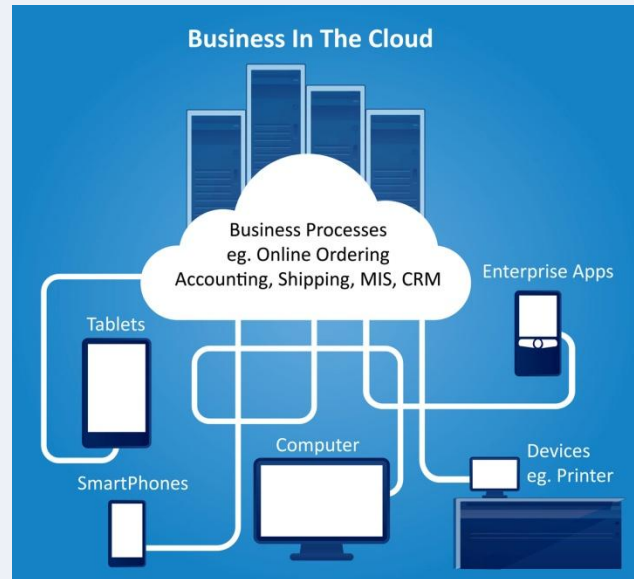 Business In The Cloud
Business Processes
eg. Online Ordering
Accounting, Shipping, MIS, CRM
Enterprise Apps
Tablets
Computer
Devices
eg. Printer
SmartPhones